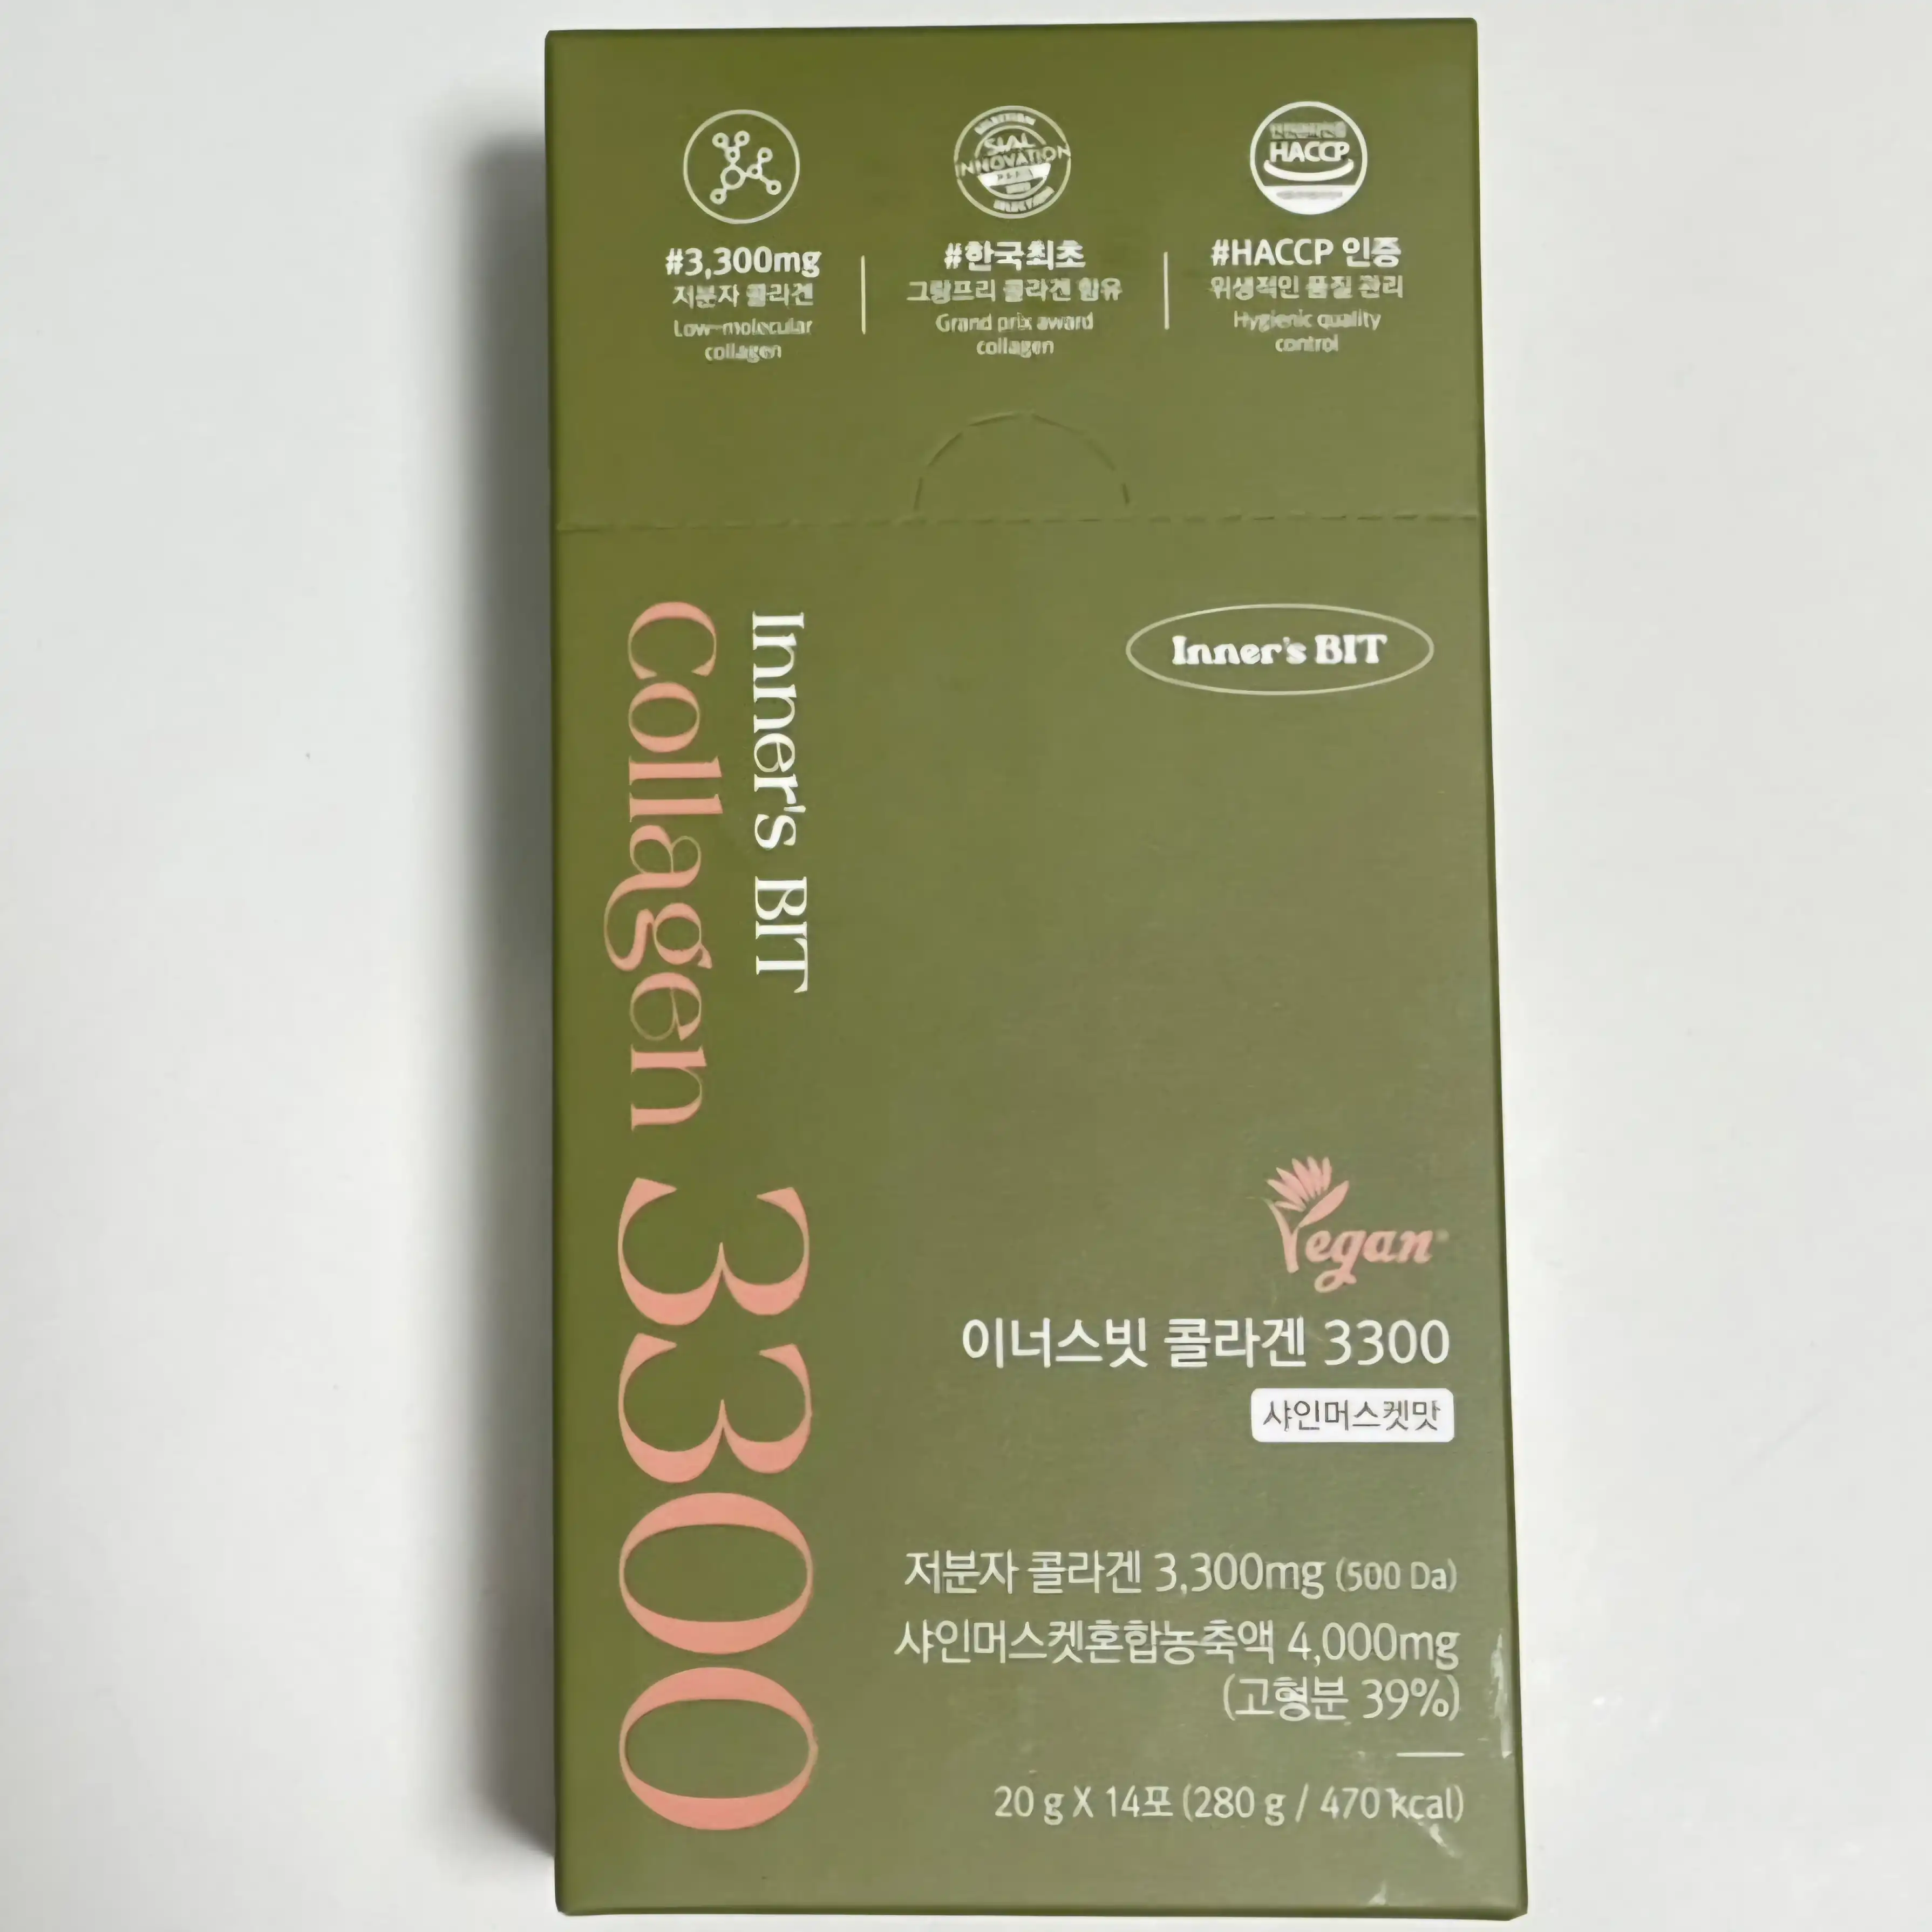 SIAL
INNOVATION
HACCP
#3,300mg
저분자 콜라겐
Low-molecular
collagen
#한국최초
그랑프리 콜라겐 함유
Grand prix award
collagen
#HACCP 인증
위생적인 품질 관리
Hygienic quality
control
Inner's BIT
Inner's BIT
Collagen 3300
Vegan
이너스빗 콜라겐 3300
샤인머스켓맛
저분자 콜라겐 3,300mg (500 Da)
샤인머스켓혼합농축액 4,000mg
(고형분 39%)
20 g X 14포 (280 g / 470 kcal)